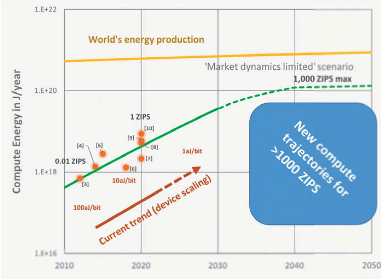 1.E+22
World's energy production
'Market dynamics limited' scenario
1,000 ZIPS max
1.E+20
Compute Energy in J/year
1 ZIPS
[10]
[9]
[8]
[4]
[5]
[7]
0.01 ZIPS
[6]
[3]
1.E+18
10aJ/bit
1aJ/bit
100aJ/bit
Current trend (device scaling)
New compute
trajectories for
>1000 ZIPS
1.E+16
2010
2020
2030
2040
2050